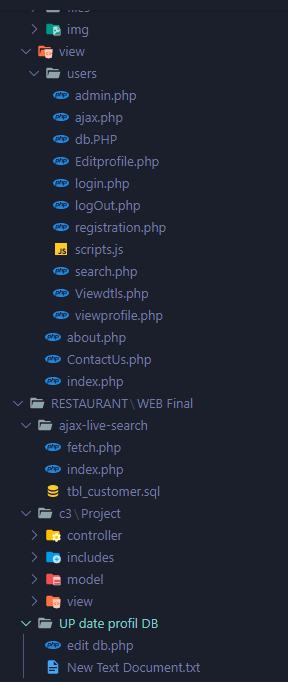 files
img
view
users
admin.php
ajax.php
db.PHP
Editprofile.php
login.php
logOut.php
registration.php
JS scripts.js
search.php
Viewdtls.php
viewprofile.php
about.php
ContactUs.php
index.php
RESTAURANT\WEB Final
ajax-live-search
fetch.php
index.php
tbl_customer.sql
c3\Project
controller
includes
model
view
UP date profil DB
edit db.php
New Text Document.txt